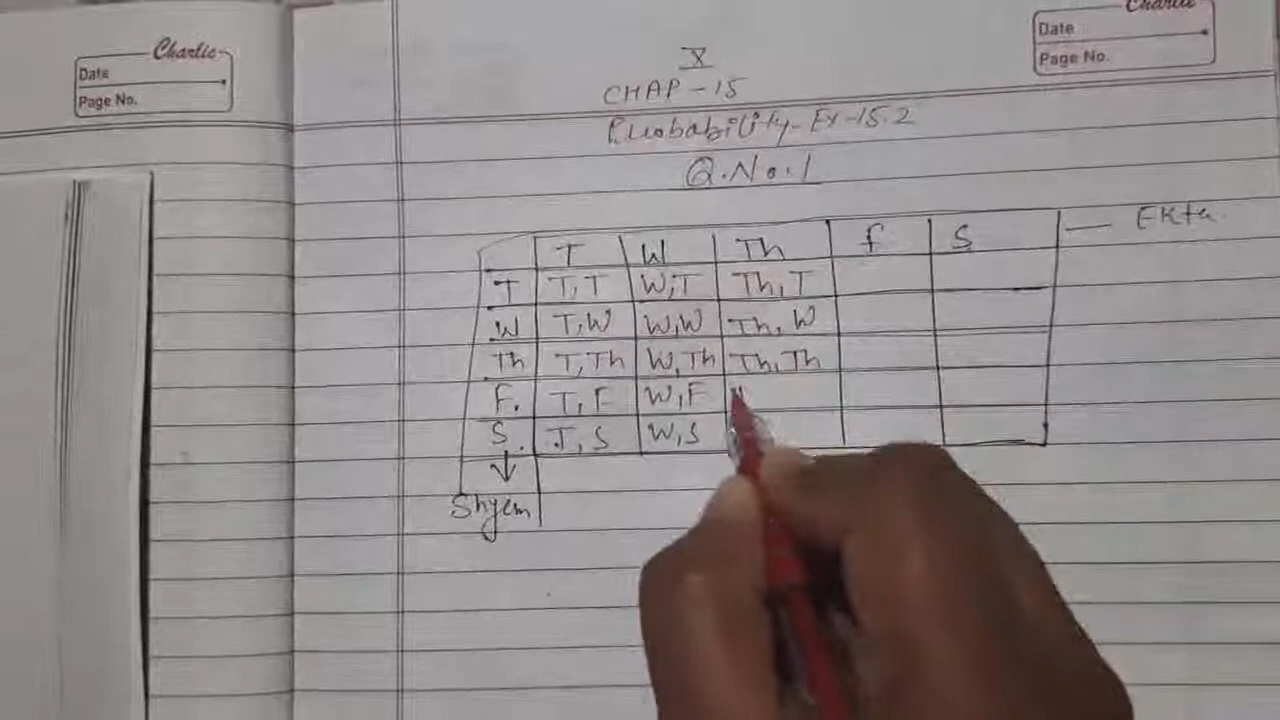 Charlie
Date
Page No.
Charlie
Date
Page No.
X
CHAP-15
Probability-Ex-15.2
Q.No.1
T W Th f S — Ekta
T T,T W,T Th,T
W T,W W,W Th,W
Th T,Th W,Th Th,Th
F. T,F W,F
S. T,S W,S
Shyam